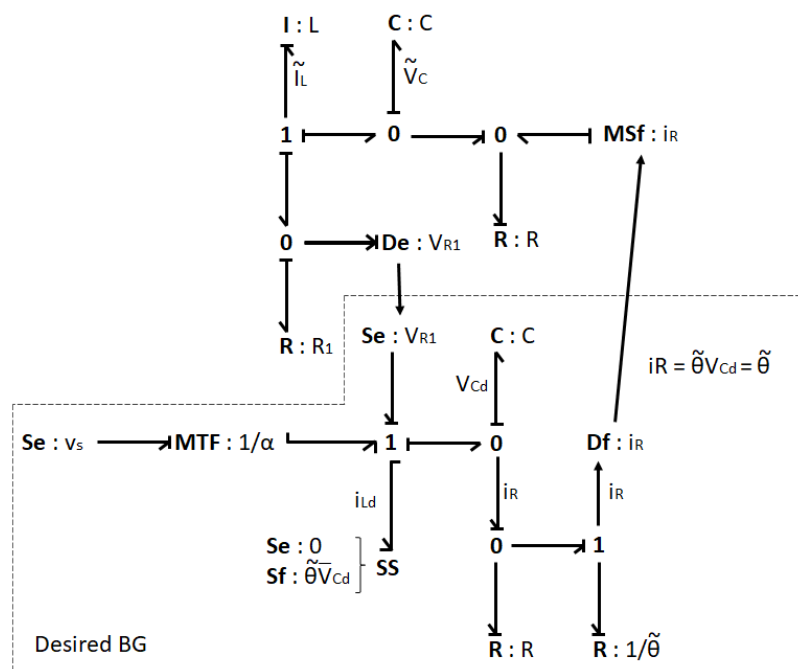 I : L
C : C
ĨL
ṼC
1
0
0
MSf : iR
0
De : VR1
R : R
R : R1
Se : VR1
C : C
iR = θ̃VCd = θ̃
VCd
Se : vs
MTF : 1/α
1
0
Df : iR
iLd
iR
iR
Se : 0
Sf : θ̃V̅Cd
SS
0
1
Desired BG
R : R
R : 1/θ̃